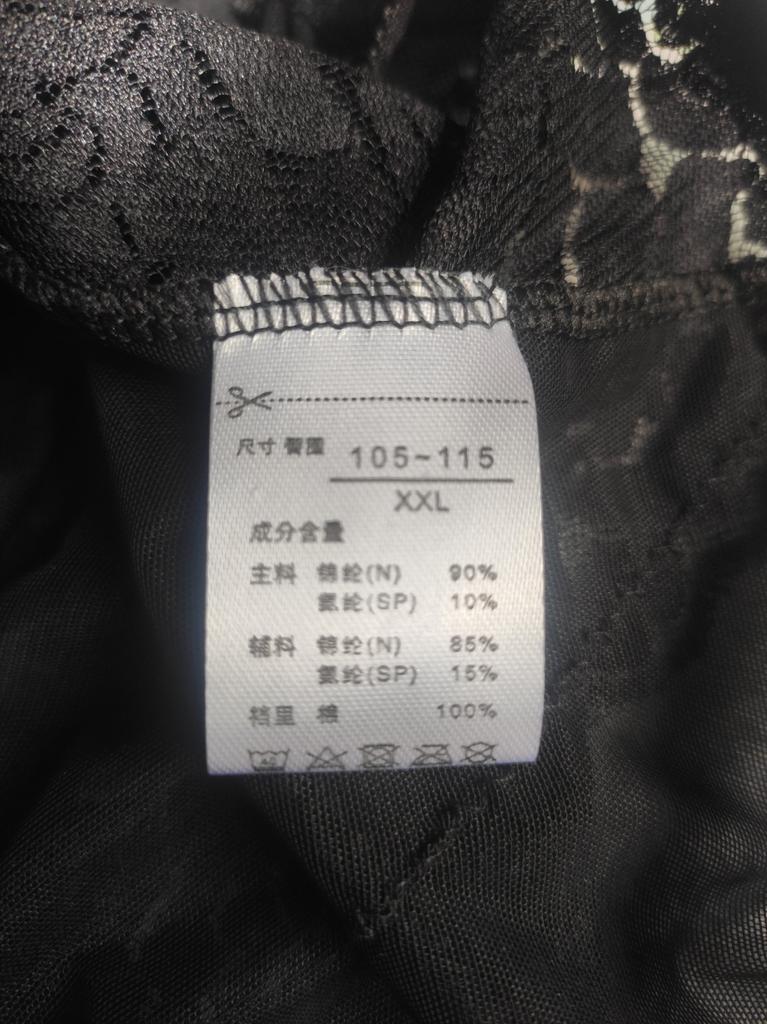 尺寸 臀围 105~115
XXL
成分含量
主料 锦纶(N) 90%
氨纶(SP) 10%
辅料 锦纶(N) 85%
氨纶(SP) 15%
裆里 棉 100%
40